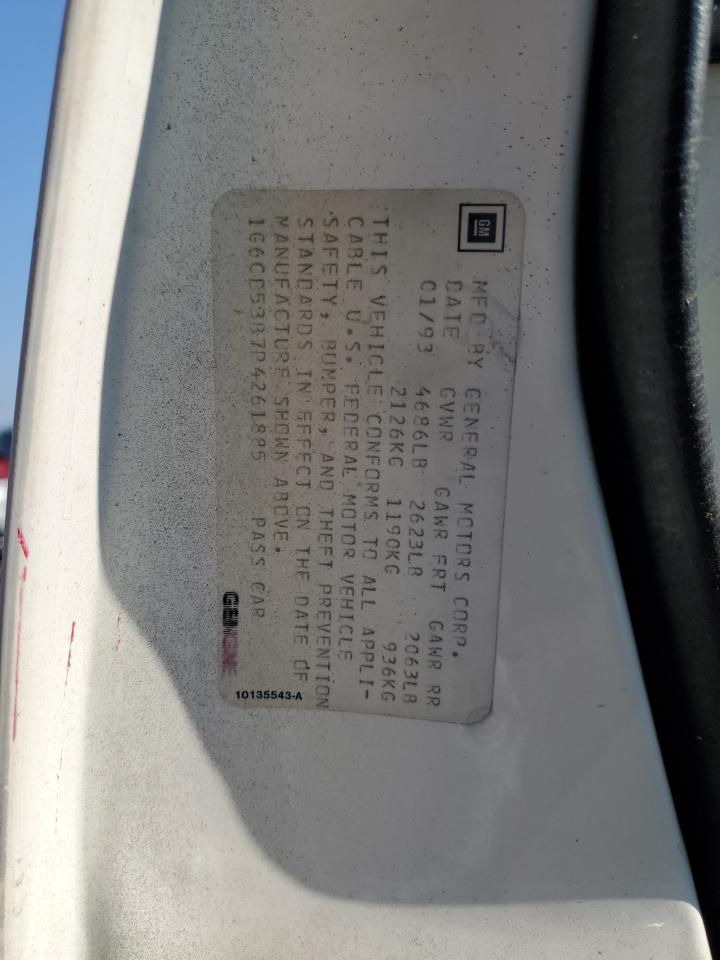 GM
MFD BY GENERAL MOTORS CORP.
DATE GVWR GAWR FRT GAWR RR
01/93 4686LB 2623LB 2063LB
2126KG 1190KG 936KG
THIS VEHICLE CONFORMS TO ALL APPLI-
CABLE U.S. FEDERAL MOTOR VEHICLE
SAFETY, BUMPER, AND THEFT PREVENTION
STANDARDS IN EFFECT ON THE DATE OF
MANUFACTURE SHOWN ABOVE.
1G6CD53B7P4261885 PASS CAR
10135543-A